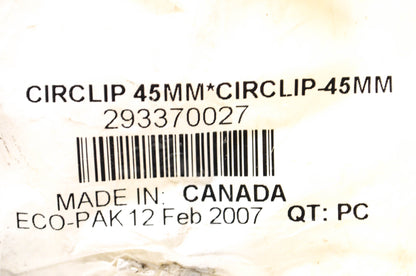 CIRCLIP 45MM*CIRCLIP-45MM
293370027
MADE IN: CANADA
ECO-PAK 12 Feb 2007 QT: PC